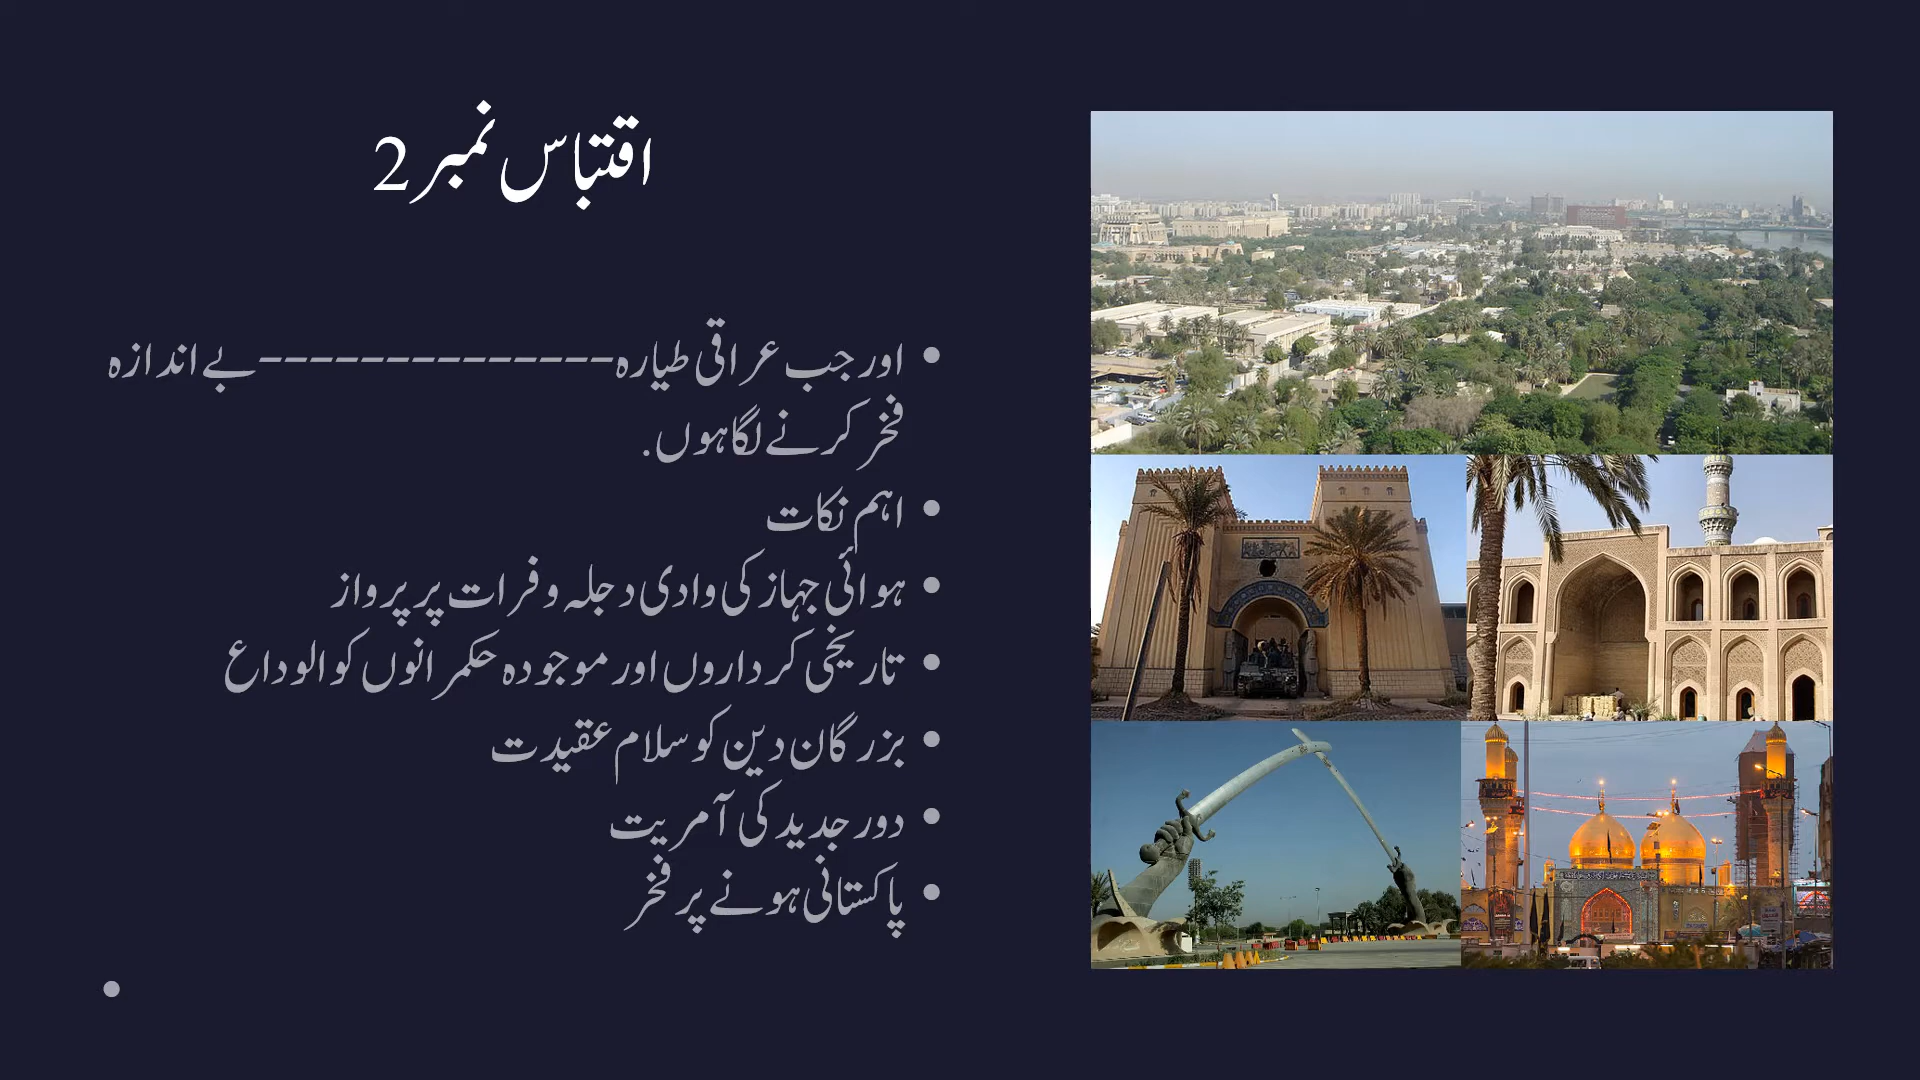 اقتباس نمبر 2
اور جب عراقی طیارہ--------------بے اندازہ
فخر کرنے لگا ہوں.
اہم نکات
ہوائی جہاز کی وادی دجلہ و فرات پر پرواز
تاریخی کرداروں اور موجودہ حکمرانوں کو الوداع
بزرگان دین کو سلام عقیدت
دور جدید کی آمریت
پاکستانی ہونے پر فخر